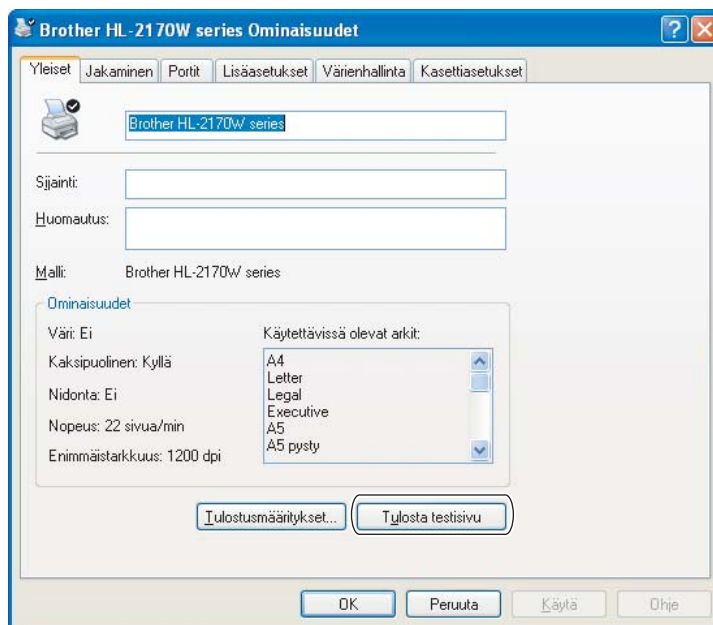 Brother HL-2170W series Ominaisuudet
Yleiset Jakaminen Portit Lisäasetukset Värienhallinta Kasettiasetukset
Brother HL-2170W series
Sijainti:
Huomautus:
Malli: Brother HL-2170W series
Ominaisuudet
Väri: Ei
Kaksipuolinen: Kyllä
Nidonta: Ei
Nopeus: 22 sivua/min
Enimmäistarkkuus: 1200 dpi
Käytettävissä olevat arkit:
A4
Letter
Legal
Executive
A5
A5 pysty
Tulostusmääritykset... Tulosta testisivu
OK Peruuta Käytä Ohje